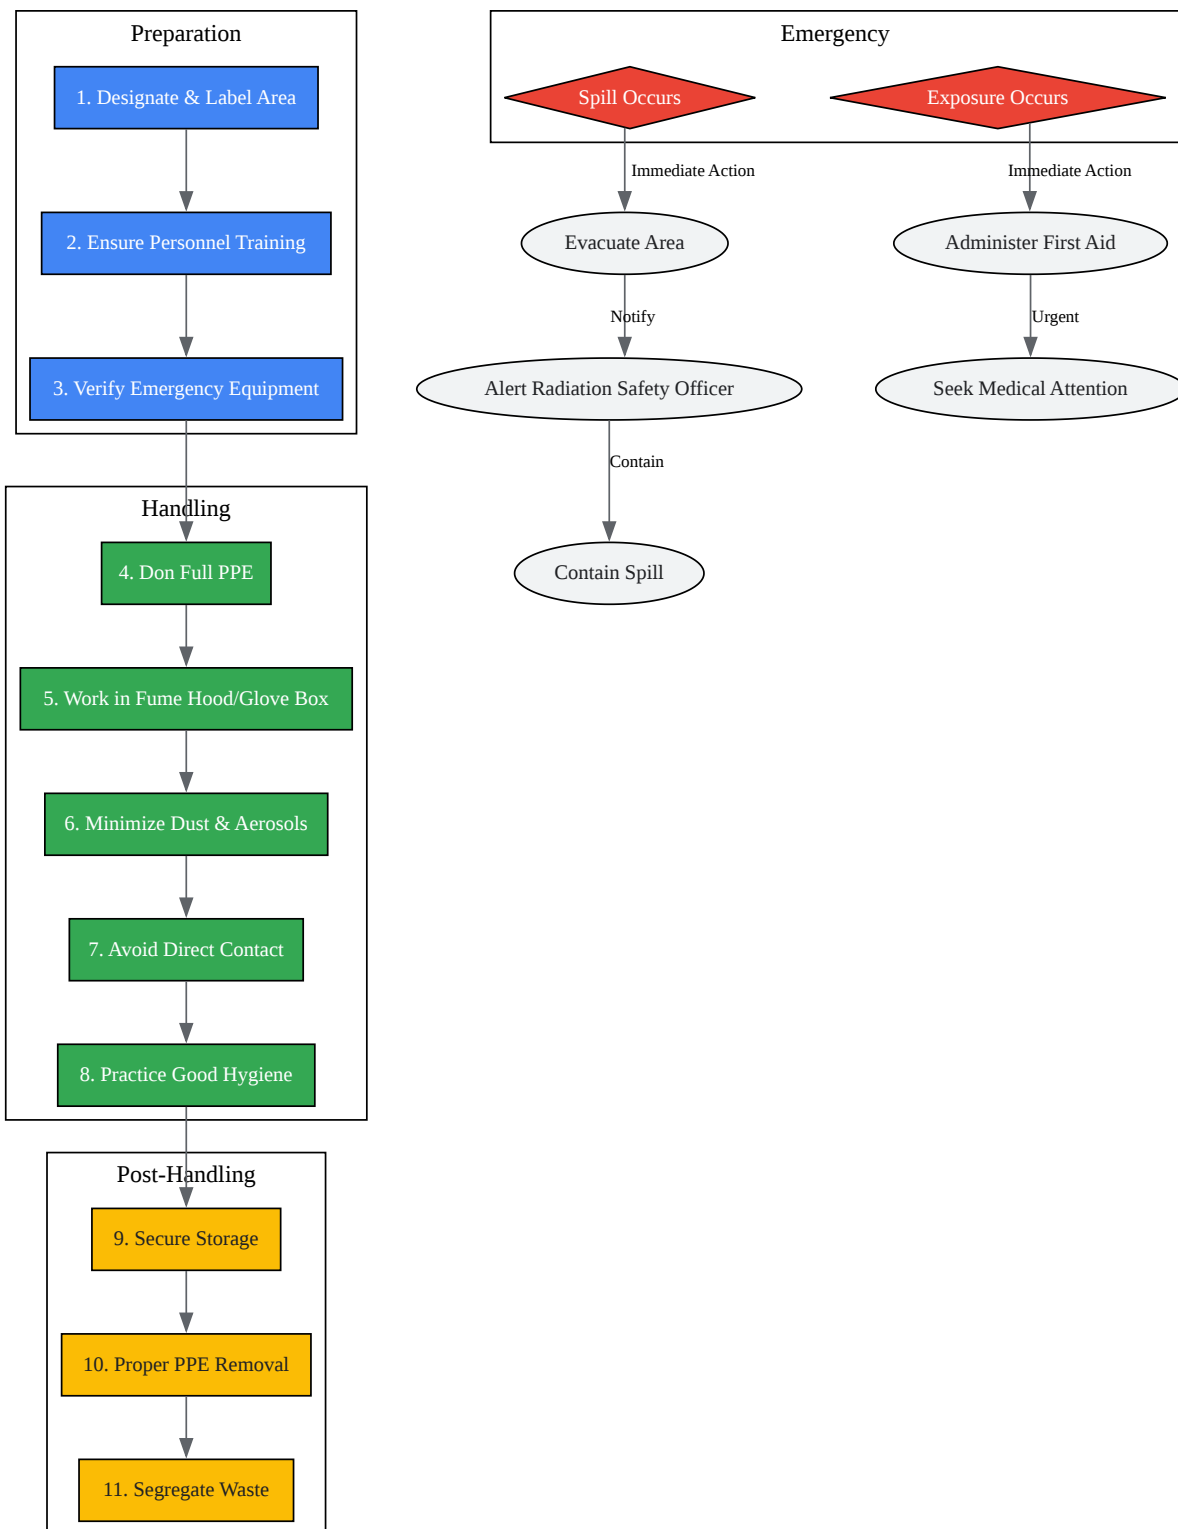 Preparation
1. Designate & Label Area
2. Ensure Personnel Training
3. Verify Emergency Equipment
Handling
4. Don Full PPE
5. Work in Fume Hood/Glove Box
6. Minimize Dust & Aerosols
7. Avoid Direct Contact
8. Practice Good Hygiene
Post-Handling
9. Secure Storage
10. Proper PPE Removal
11. Segregate Waste
Emergency
Spill Occurs
Immediate Action
Evacuate Area
Notify
Alert Radiation Safety Officer
Contain
Contain Spill
Exposure Occurs
Immediate Action
Administer First Aid
Urgent
Seek Medical Attention